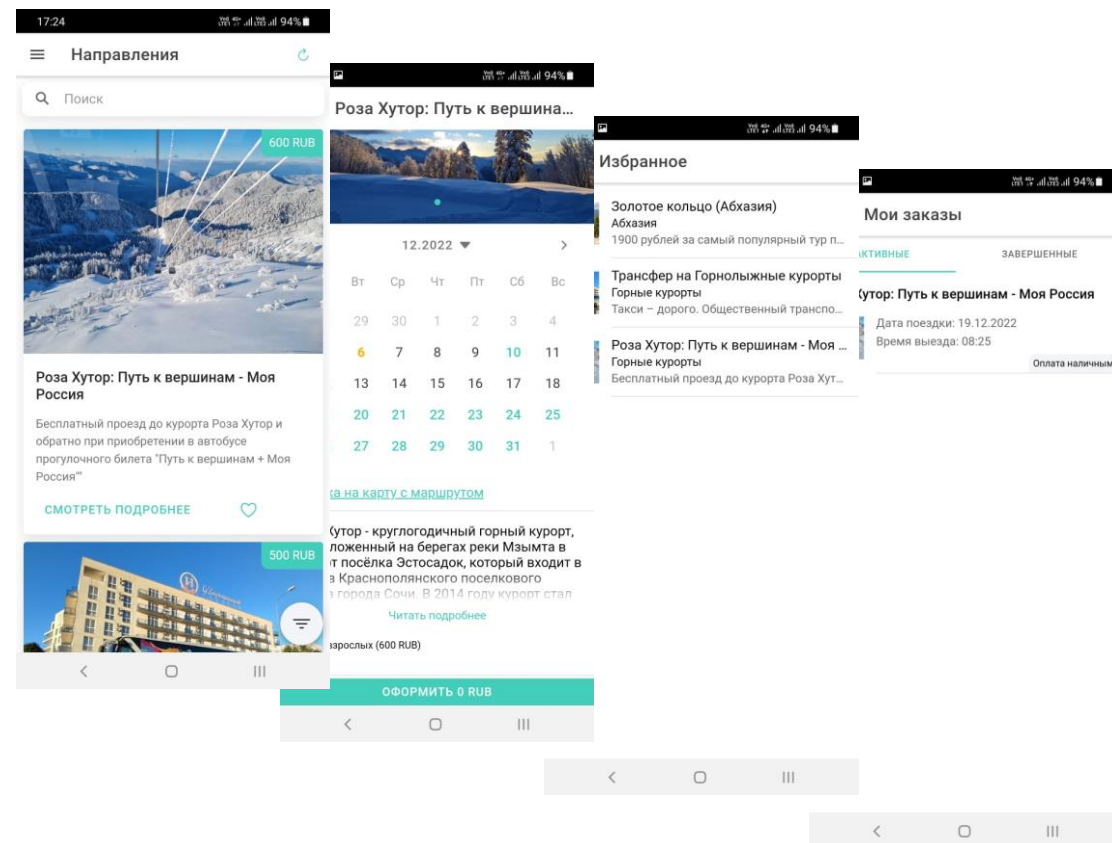 17:24
94%
Направления
Поиск
600 RUB
Роза Хутор: Путь к вершинам - Моя
Россия
Бесплатный проезд до курорта Роза Хутор и
обратно при приобретении в автобусе
прогулочного билета "Путь к вершинам + Моя
Россия""
СМОТРЕТЬ ПОДРОБНЕЕ
500 RUB
94%
Роза Хутор: Путь к вершина...
12.2022
Вт Ср Чт Пт Сб Вс
29 30 1 2 3 4
6 7 8 9 10 11
13 14 15 16 17 18
20 21 22 23 24 25
27 28 29 30 31 1
ка на карту с маршрутом
Хутор - круглогодичный горный курорт,
ложенный на берегах реки Мзымта в
т посёлка Эстосадок, который входит в
в Краснополянского поселкового
а города Сочи. В 2014 году курорт стал
Читать подробнее
взрослых (600 RUB)
ОФОРМИТЬ 0 RUB
94%
Избранное
Золотое кольцо (Абхазия)
Абхазия
1900 рублей за самый популярный тур п...
Трансфер на Горнолыжные курорты
Горные курорты
Такси – дорого. Общественный транспо...
Роза Хутор: Путь к вершинам - Моя ...
Горные курорты
Бесплатный проезд до курорта Роза Хут...
94%
Мои заказы
АКТИВНЫЕ ЗАВЕРШЕННЫЕ
Хутор: Путь к вершинам - Моя Россия
Дата поездки: 19.12.2022
Время выезда: 08:25
Оплата наличным